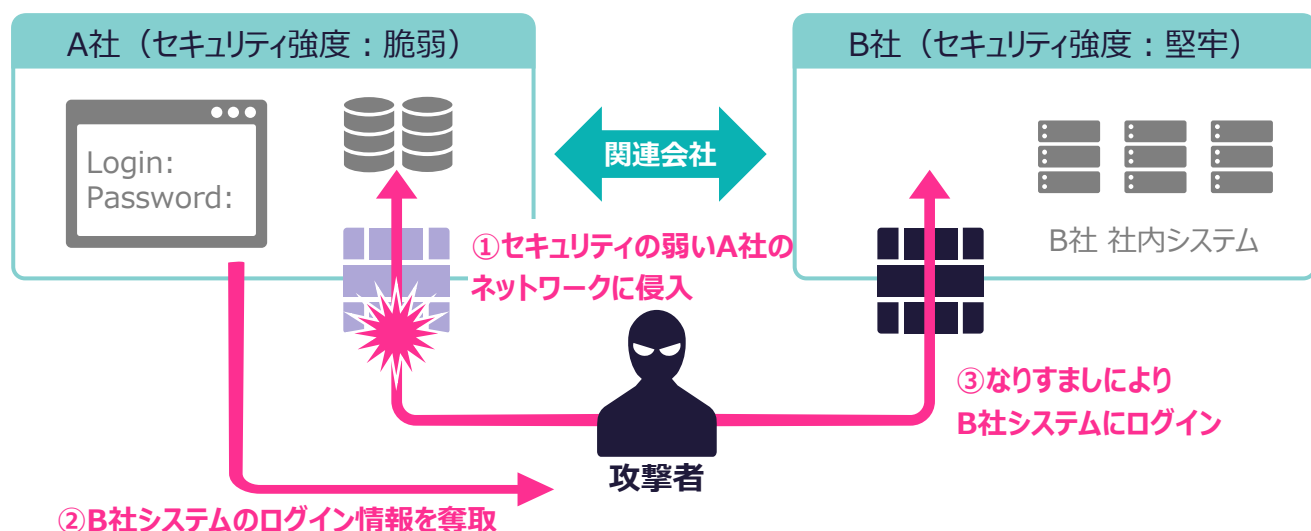 A社（セキュリティ強度：脆弱）
B社（セキュリティ強度：堅牢）
Login:
Password:
関連会社
B社 社内システム
①セキュリティの弱いA社の
ネットワークに侵入
③なりすましにより
B社システムにログイン
攻撃者
②B社システムのログイン情報を奪取